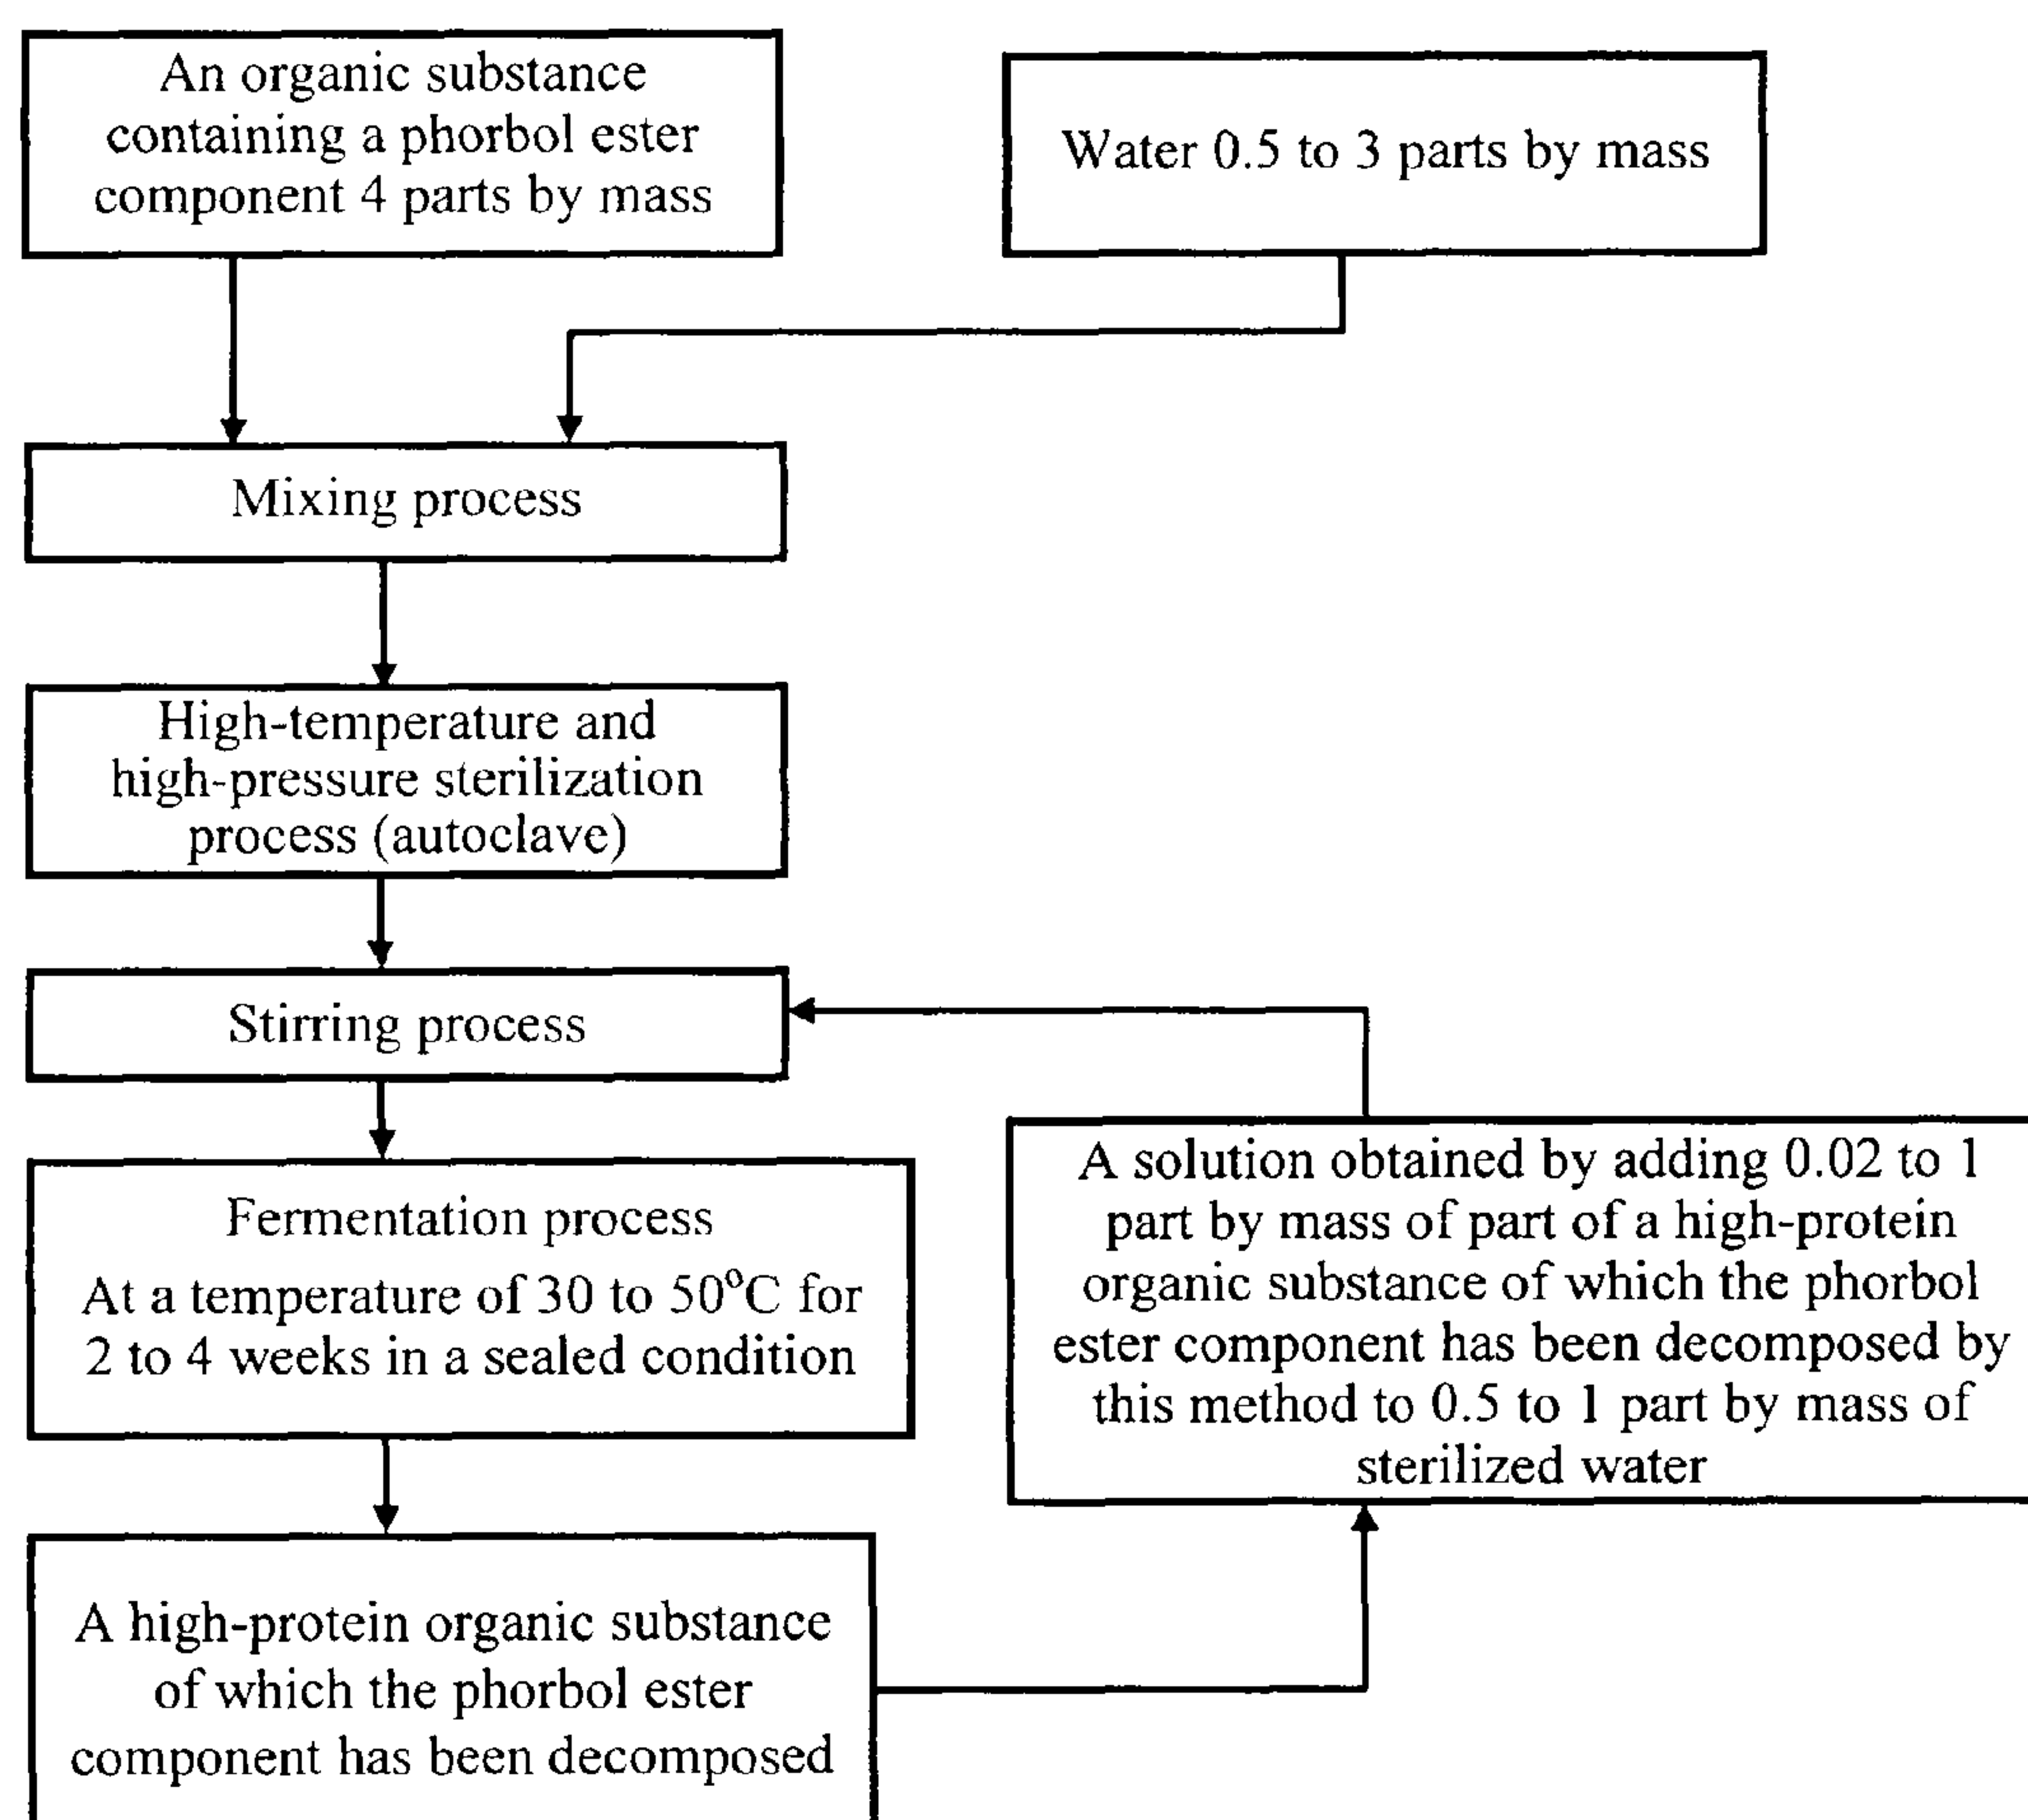 An organic substance
containing a phorbol ester
component 4 parts by mass
Water 0.5 to 3 parts by mass
Mixing process
High-temperature and
high-pressure sterilization
process (autoclave)
Stirring process
Fermentation process
At a temperature of 30 to 50°C for
2 to 4 weeks in a sealed condition
A solution obtained by adding 0.02 to 1
part by mass of part of a high-protein
organic substance of which the phorbol
ester component has been decomposed by
this method to 0.5 to 1 part by mass of
sterilized water
A high-protein organic substance
of which the phorbol ester
component has been decomposed